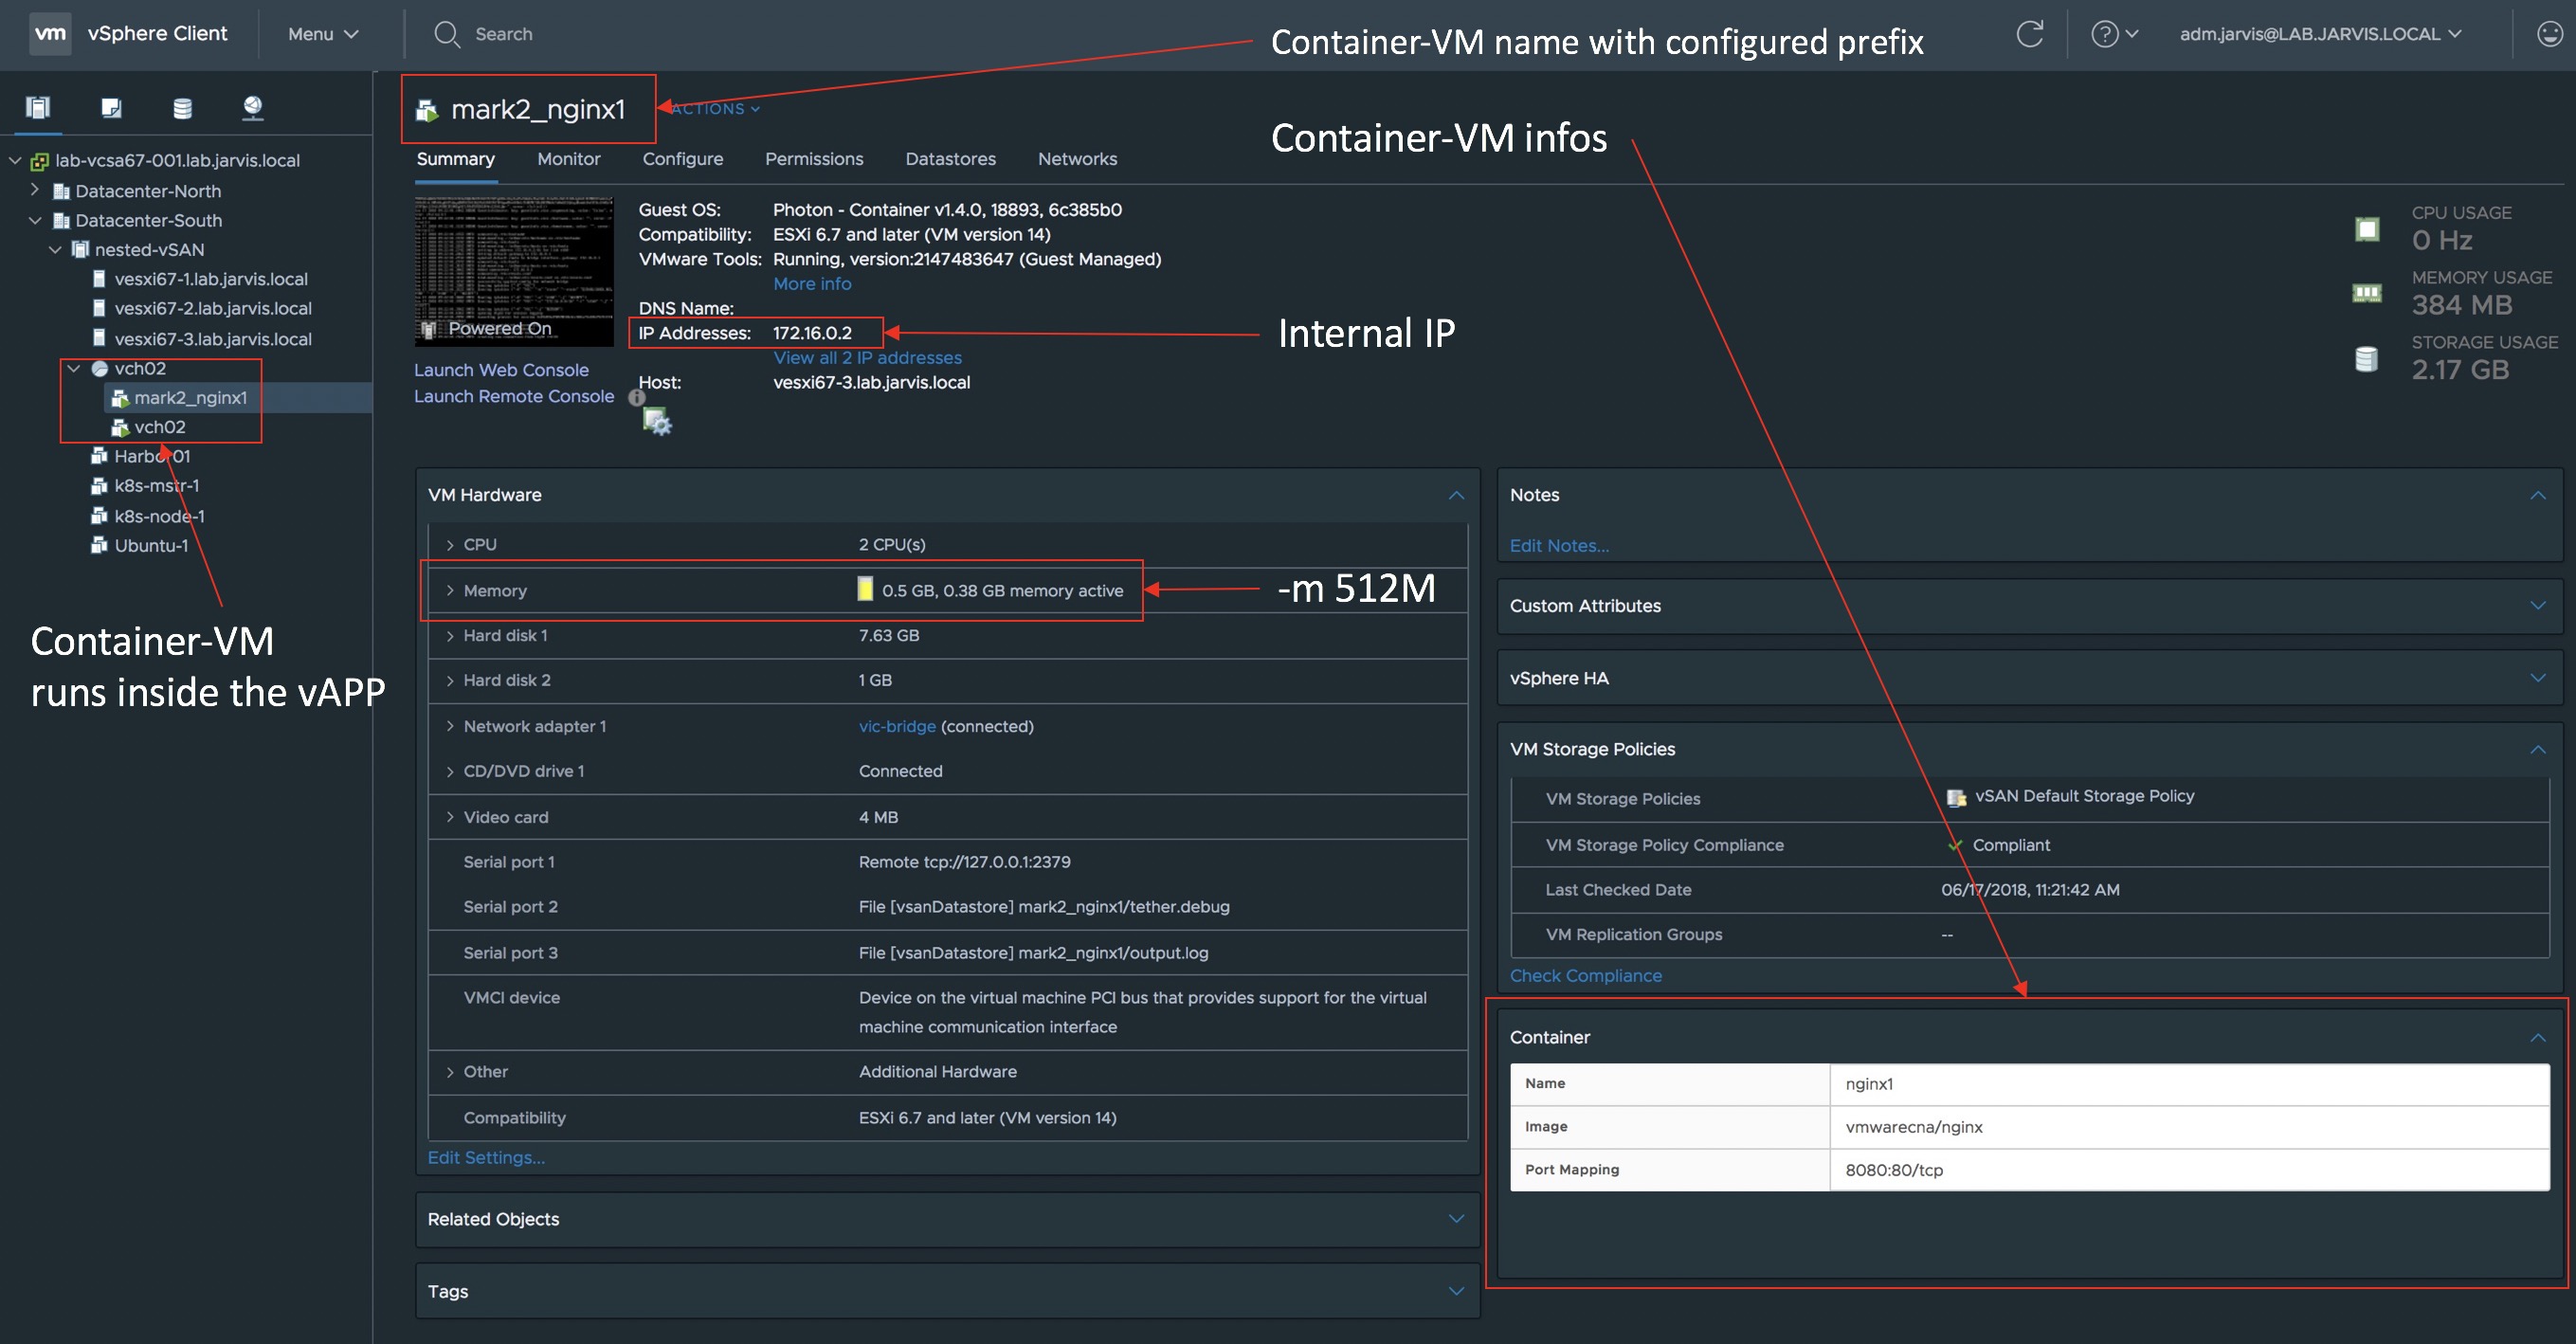 vm vSphere Client Menu Search adm.jarvis@LAB.JARVIS.LOCAL
Container-VM name with configured prefix
mark2_nginx1 ACTIONS
Container-VM infos
Summary Monitor Configure Permissions Datastores Networks
lab-vcsa67-001.lab.jarvis.local
Datacenter-North
Datacenter-South
nested-vSAN
vesxi67-1.lab.jarvis.local
vesxi67-2.lab.jarvis.local
vesxi67-3.lab.jarvis.local
vch02
mark2_nginx1
vch02
Harbor01
k8s-mstr-1
k8s-node-1
Ubuntu-1
Container-VM
runs inside the vAPP
Powered On
Launch Web Console
Launch Remote Console
Guest OS: Photon - Container v1.4.0, 18893, 6c385b0
Compatibility: ESXi 6.7 and later (VM version 14)
VMware Tools: Running, version:2147483647 (Guest Managed)
More info
DNS Name:
IP Addresses: 172.16.0.2
Internal IP
View all 2 IP addresses
Host: vesxi67-3.lab.jarvis.local
CPU USAGE
0 Hz
MEMORY USAGE
384 MB
STORAGE USAGE
2.17 GB
VM Hardware
CPU 2 CPU(s)
Memory 0.5 GB, 0.38 GB memory active
-m 512M
Hard disk 1 7.63 GB
Hard disk 2 1 GB
Network adapter 1 vic-bridge (connected)
CD/DVD drive 1 Connected
Video card 4 MB
Serial port 1 Remote tcp://127.0.0.1:2379
Serial port 2 File [vsanDatastore] mark2_nginx1/tether.debug
Serial port 3 File [vsanDatastore] mark2_nginx1/output.log
VMCI device Device on the virtual machine PCI bus that provides support for the virtual
machine communication interface
Other Additional Hardware
Compatibility ESXi 6.7 and later (VM version 14)
Edit Settings...
Related Objects
Tags
Notes
Edit Notes...
Custom Attributes
vSphere HA
VM Storage Policies
VM Storage Policies vSAN Default Storage Policy
VM Storage Policy Compliance Compliant
Last Checked Date 06/17/2018, 11:21:42 AM
VM Replication Groups --
Check Compliance
Container
Name nginx1
Image vmwarecna/nginx
Port Mapping 8080:80/tcp